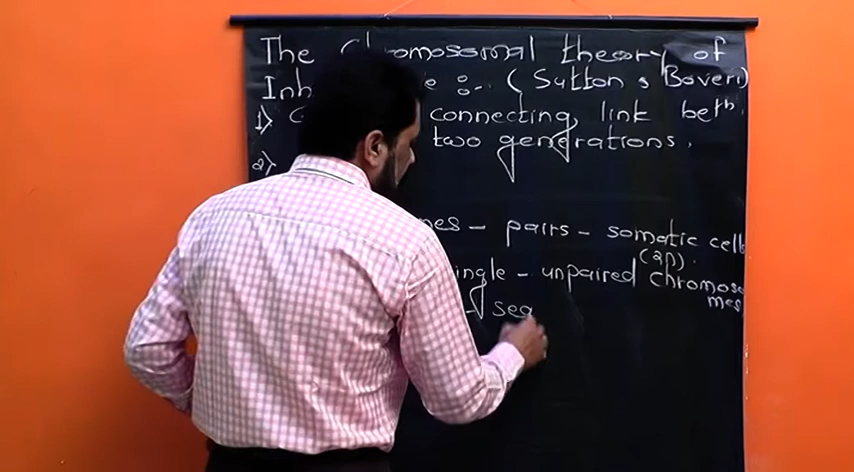 The Chromosomal theory of
Inh e :- (Sutton & Boveri)
1) G connecting link betn
2) two generations.
mes - pairs - somatic cells
(2n)
ingle - unpaired chromoso
mes
- seg